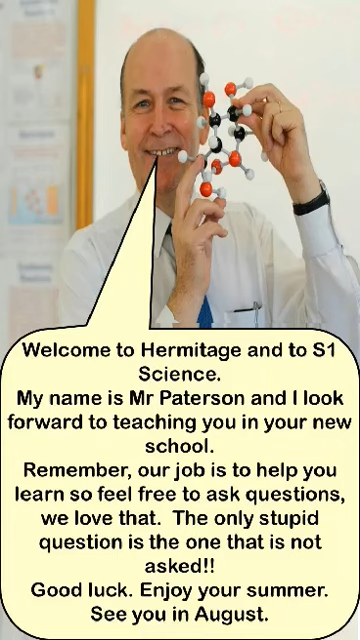 Welcome to Hermitage and to S1
Science.
My name is Mr Paterson and I look
forward to teaching you in your new
school.
Remember, our job is to help you
learn so feel free to ask questions,
we love that.  The only stupid
question is the one that is not
asked!!
Good luck. Enjoy your summer.
See you in August.